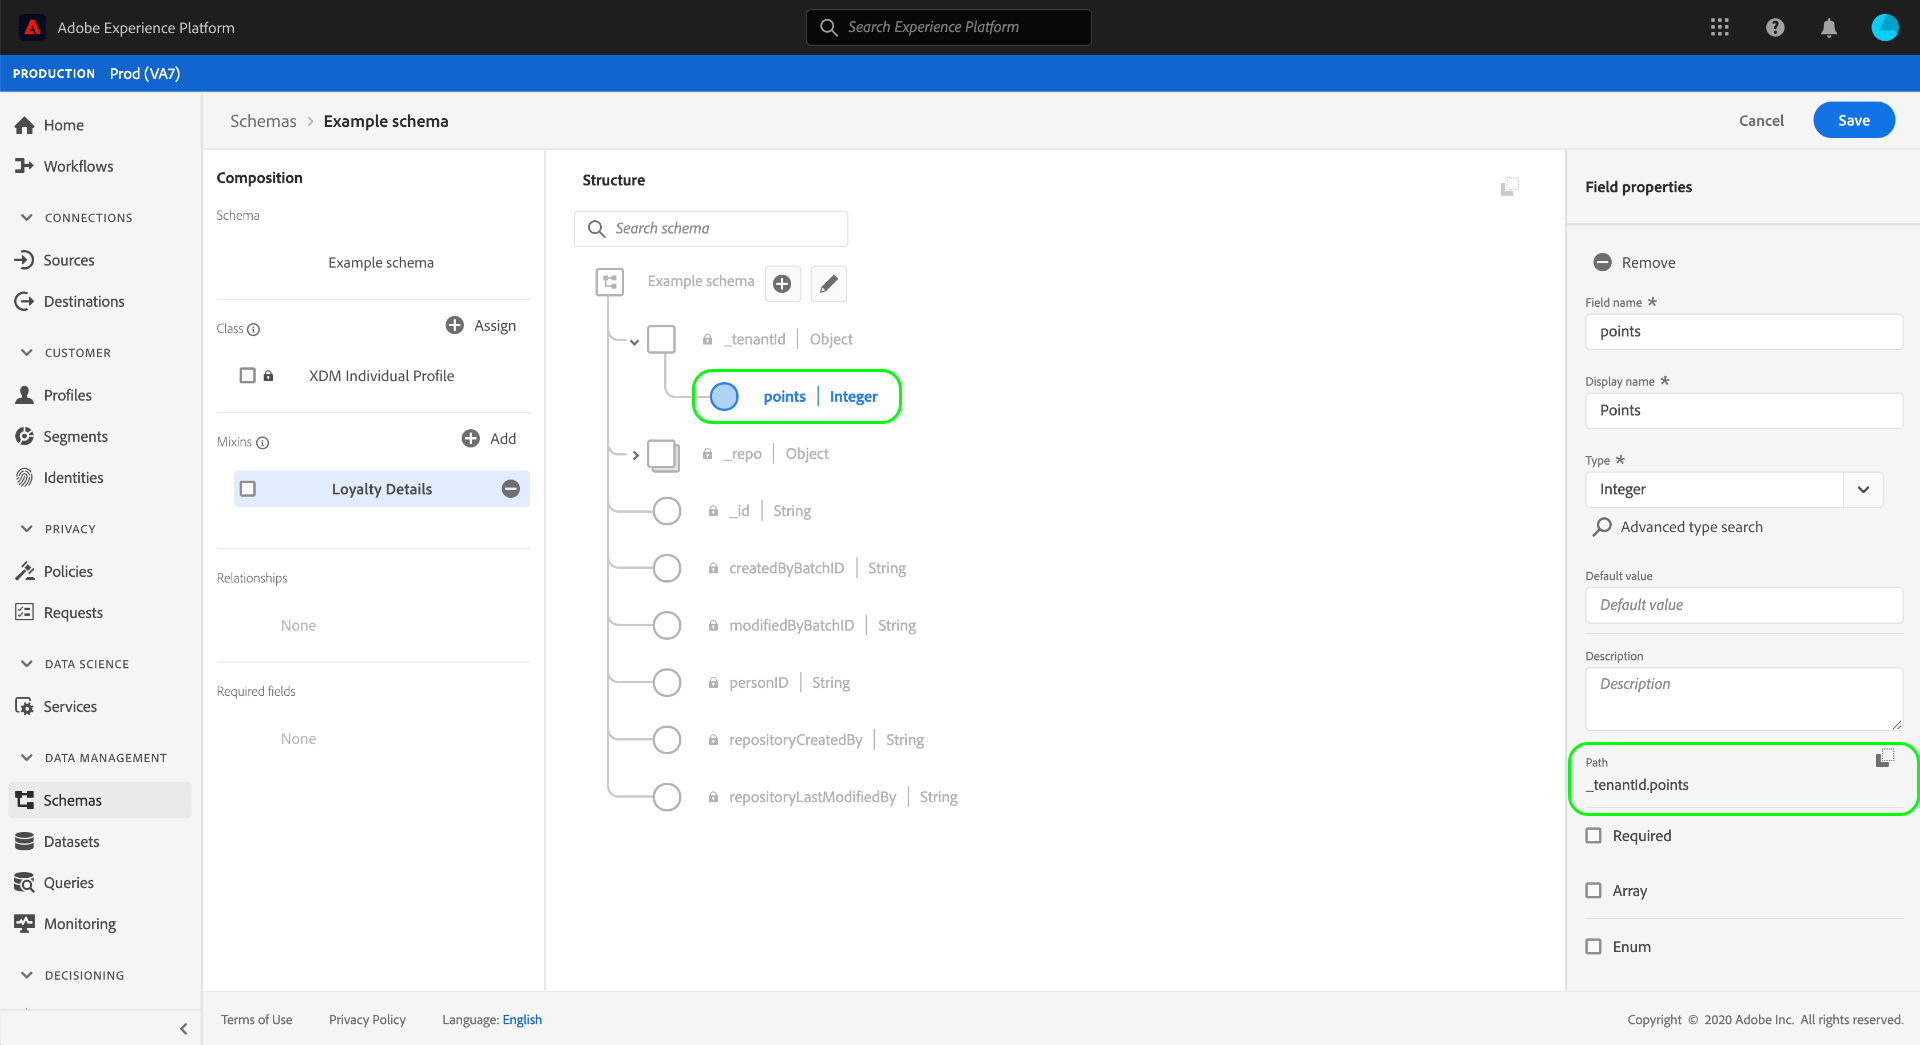 Adobe Experience Platform
Search Experience Platform
PRODUCTION Prod (VA7)
Home
Workflows
CONNECTIONS
Sources
Destinations
CUSTOMER
Profiles
Segments
Identities
PRIVACY
Policies
Requests
DATA SCIENCE
Services
DATA MANAGEMENT
Schemas
Datasets
Queries
Monitoring
DECISIONING
Schemas > Example schema
Cancel
Save
Composition
Schema
Example schema
Class
Assign
XDM Individual Profile
Mixins
Add
Loyalty Details
Relationships
None
Required fields
None
Structure
Search schema
Example schema
_tenantId | Object
points | Integer
_repo | Object
_id | String
createdByBatchID | String
modifiedByBatchID | String
personID | String
repositoryCreatedBy | String
repositoryLastModifiedBy | String
Field properties
Remove
Field name *
points
Display name *
Points
Type *
Integer
Advanced type search
Default value
Default value
Description
Description
Path
_tenantId.points
Required
Array
Enum
Terms of Use
Privacy Policy
Language: English
Copyright © 2020 Adobe Inc. All rights reserved.